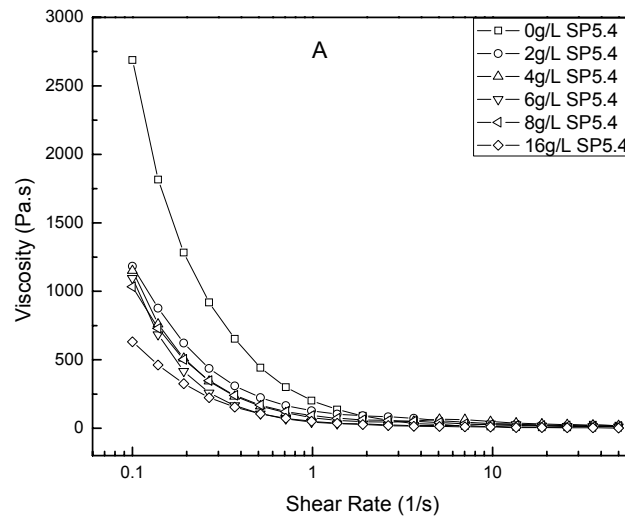 A
0g/L SP5.4
2g/L SP5.4
4g/L SP5.4
6g/L SP5.4
8g/L SP5.4
16g/L SP5.4
3000
2500
2000
1500
1000
500
0
Viscosity (Pa.s)
0.1
1
10
Shear Rate (1/s)